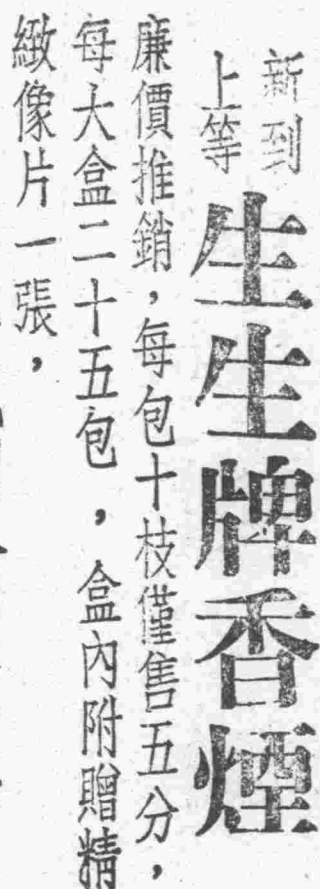 新到
上等
生生牌香煙
廉價推銷，每包十枝僅售五分，
每大盒二十五包，盒內附贈精
緻像片一張，